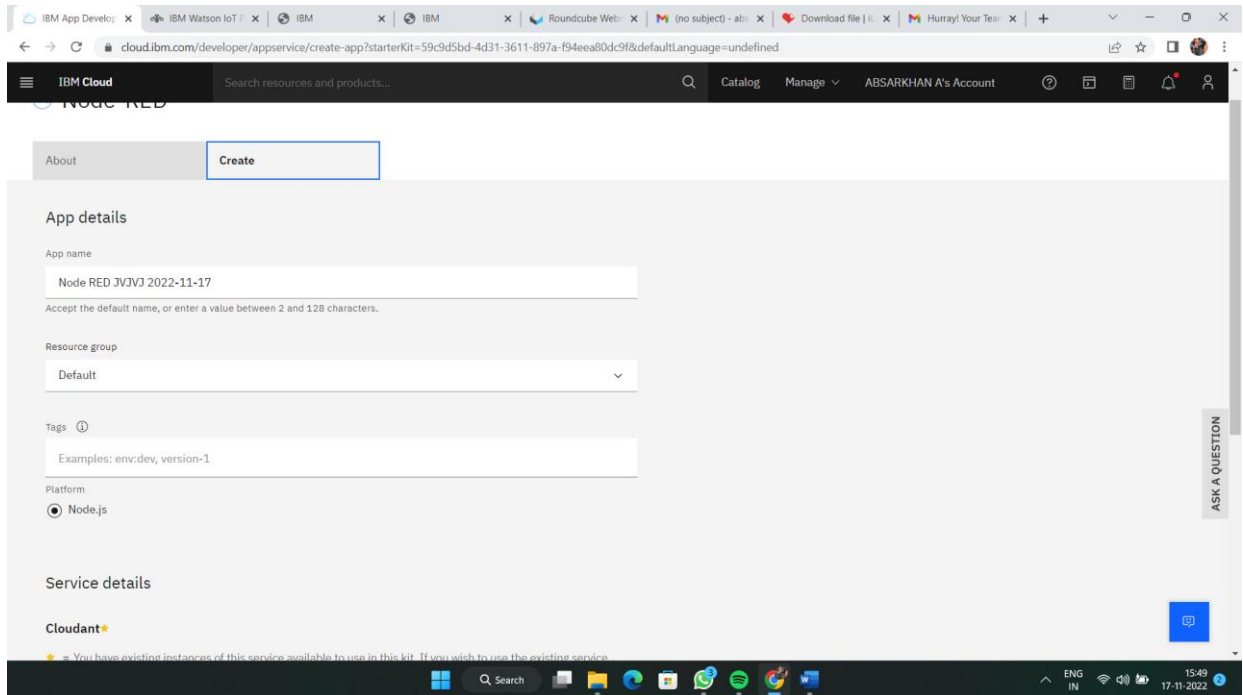 IBM App Develop
IBM Watson IoT P
IBM
IBM
Roundcube Web
(no subject) - abs
Download file | iL
Hurray! Your Tea
cloud.ibm.com/developer/appservice/create-app?starterKit=59c9d5bd-4d31-3611-897a-f94eea80dc9f&defaultLanguage=undefined
IBM Cloud
Search resources and products...
Catalog
Manage
ABSARKHAN A's Account
Node-RED
About
Create
App details
App name
Node RED JVJVJ 2022-11-17
Accept the default name, or enter a value between 2 and 128 characters.
Resource group
Default
Tags
Examples: env:dev, version-1
Platform
Node.js
ASK A QUESTION
Service details
Cloudant
= You have existing instances of this service available to use in this kit. If you wish to use the existing service
Search
3
ENG
IN
15:49
17-11-2022
2